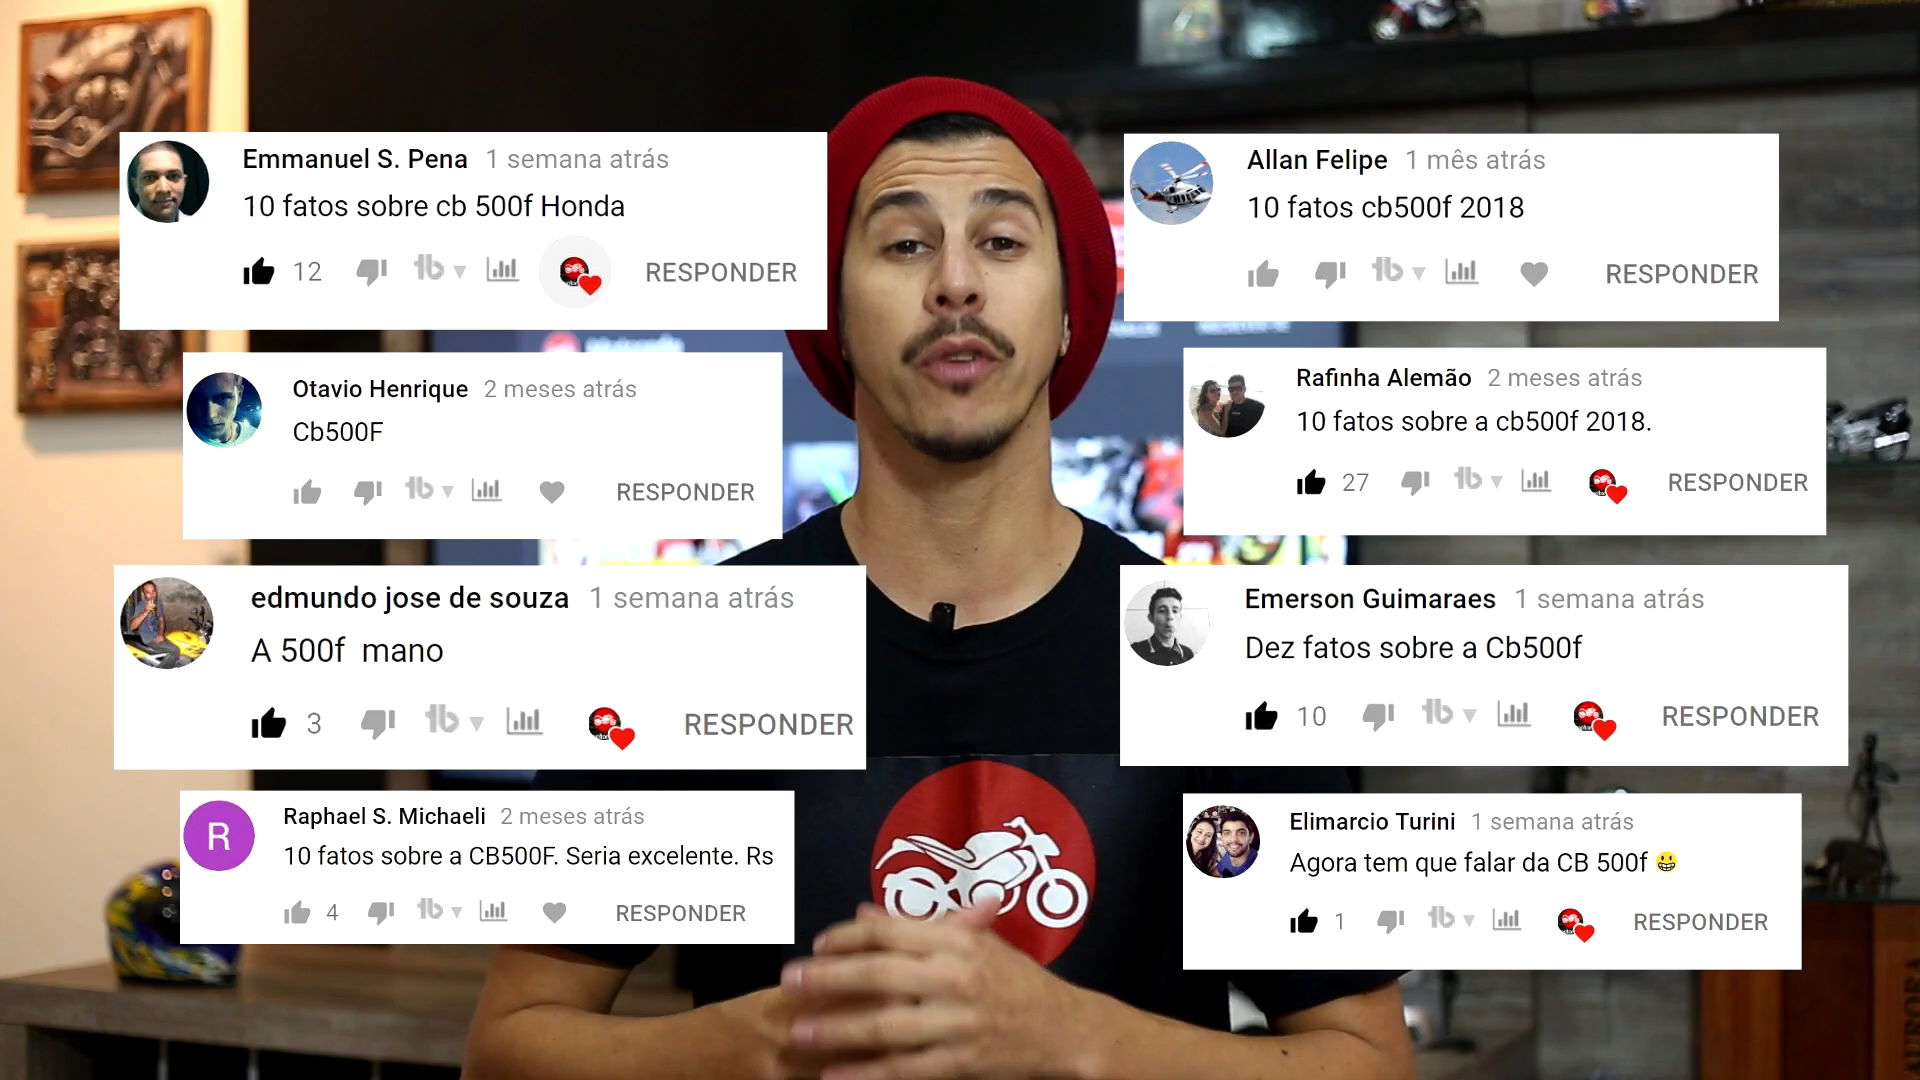 Emmanuel S. Pena 1 semana atrás
10 fatos sobre cb 500f Honda
12 RESPONDER
Allan Felipe 1 mês atrás
10 fatos cb500f 2018
RESPONDER
Otavio Henrique 2 meses atrás
Cb500F
RESPONDER
Rafinha Alemão 2 meses atrás
10 fatos sobre a cb500f 2018.
27 RESPONDER
edmundo jose de souza 1 semana atrás
A 500f mano
3 RESPONDER
Emerson Guimaraes 1 semana atrás
Dez fatos sobre a Cb500f
10 RESPONDER
Raphael S. Michaeli 2 meses atrás
R
10 fatos sobre a CB500F. Seria excelente. Rs
4 RESPONDER
Elimarcio Turini 1 semana atrás
Agora tem que falar da CB 500f 😀
1 RESPONDER
AURORA